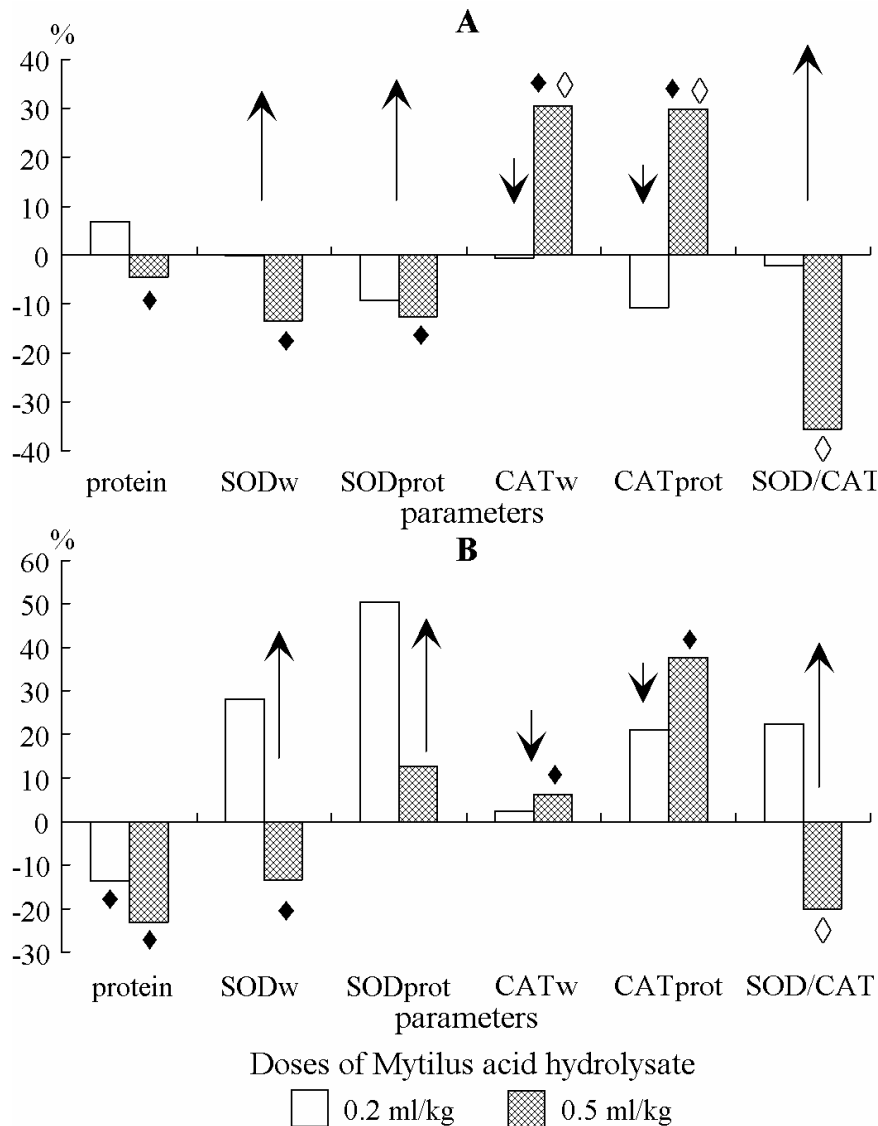 A
%
40
30
20
10
0
-10
-20
-30
-40
protein SODw SODprot CATw CATprot SOD/CAT
parameters
B
%
60
50
40
30
20
10
0
-10
-20
-30
protein SODw SODprot CATw CATprot SOD/CAT
parameters
Doses of Mytilus acid hydrolysate
0.2 ml/kg 0.5 ml/kg